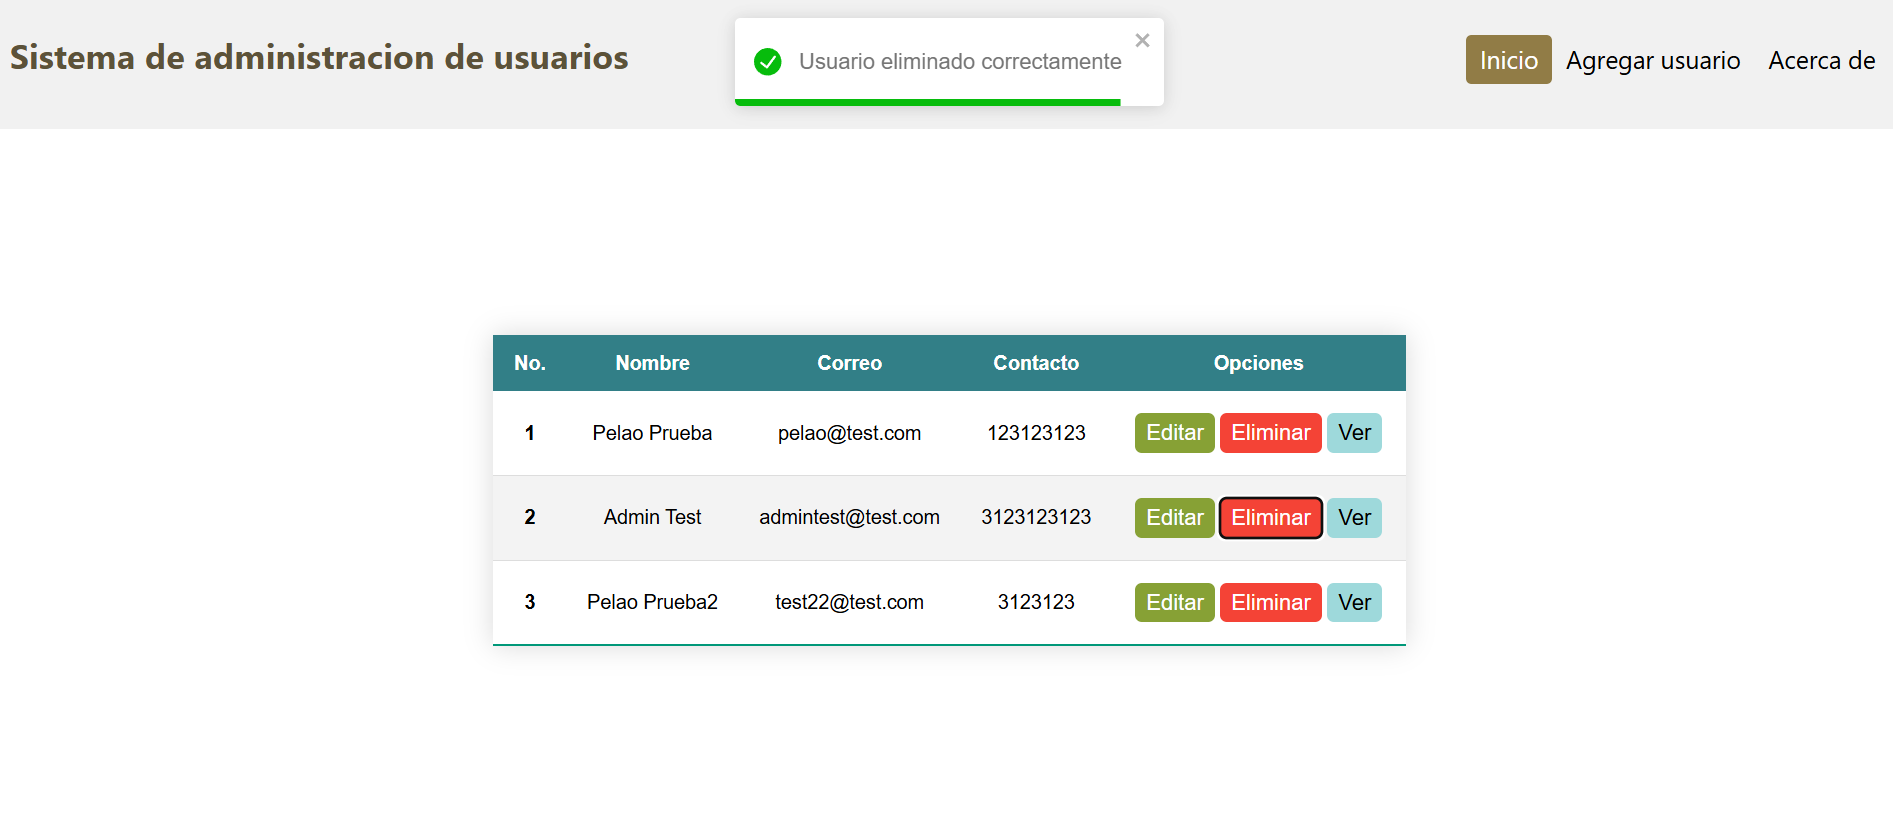 Sistema de administracion de usuarios
Usuario eliminado correctamente
Inicio Agregar usuario Acerca de
No. Nombre Correo Contacto Opciones
1 Pelao Prueba pelao@test.com 123123123 Editar Eliminar Ver
2 Admin Test admintest@test.com 3123123123 Editar Eliminar Ver
3 Pelao Prueba2 test22@test.com 3123123 Editar Eliminar Ver